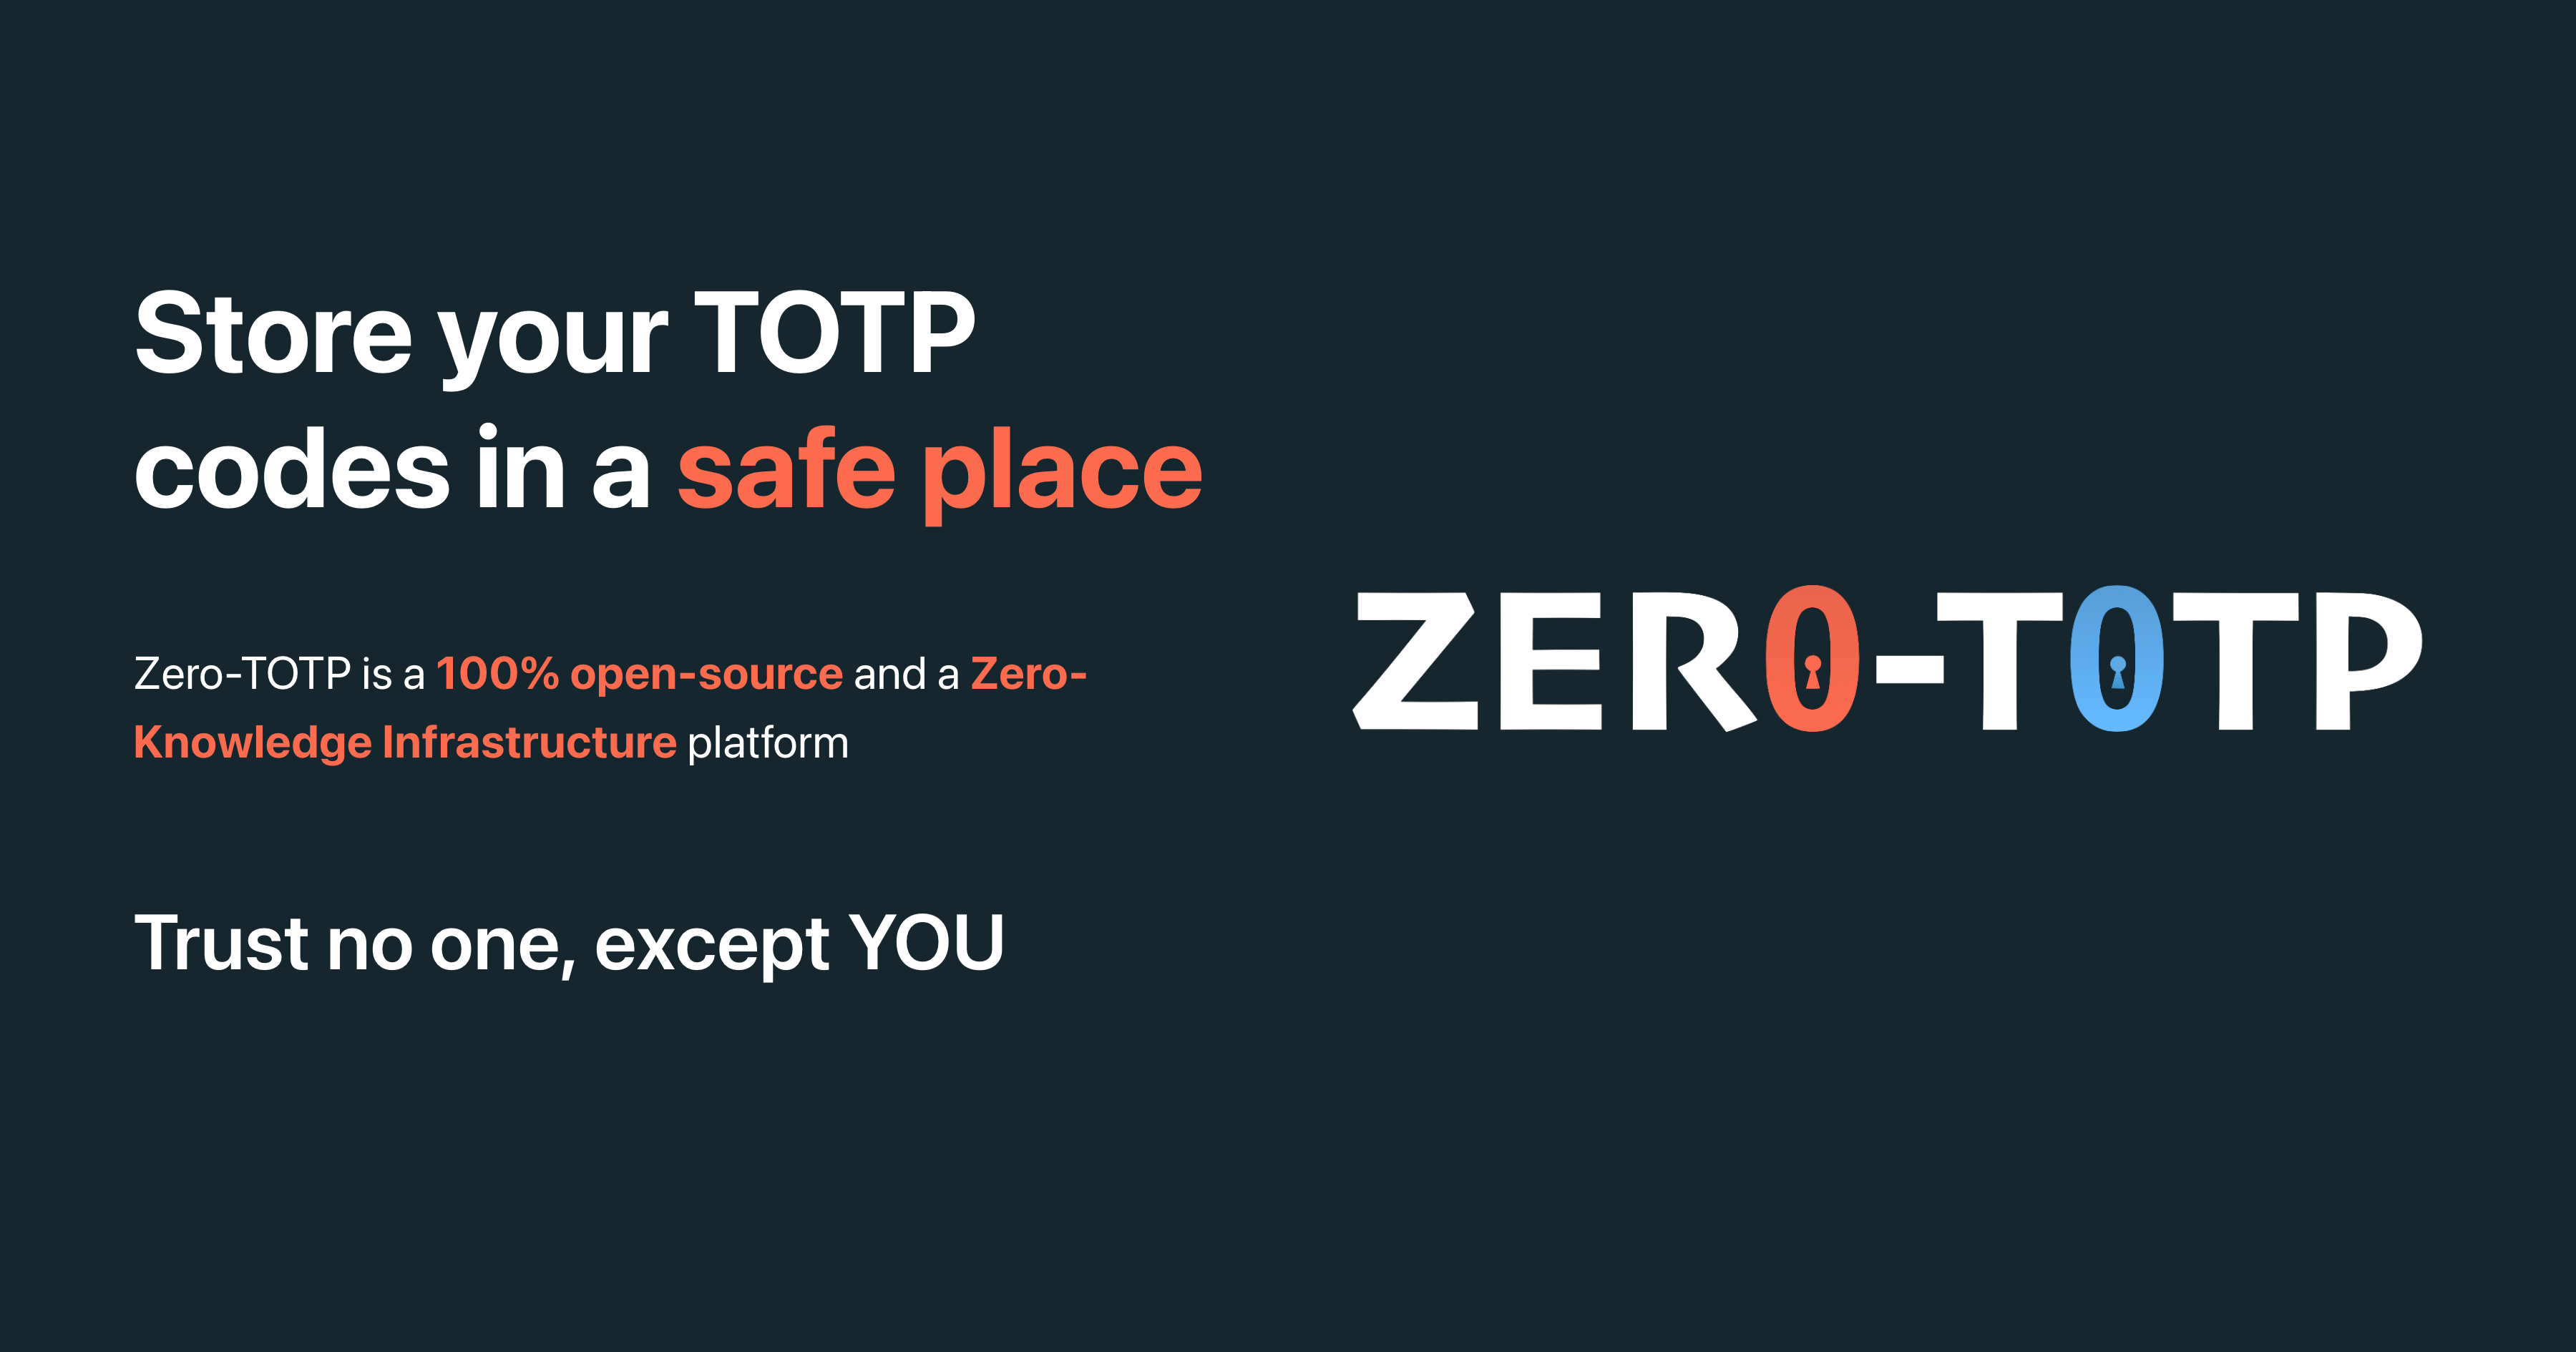 Store your TOTP
codes in a safe place
Zero-TOTP is a 100% open-source and a Zero-
Knowledge Infrastructure platform
Trust no one, except YOU
ZER0-T0TP